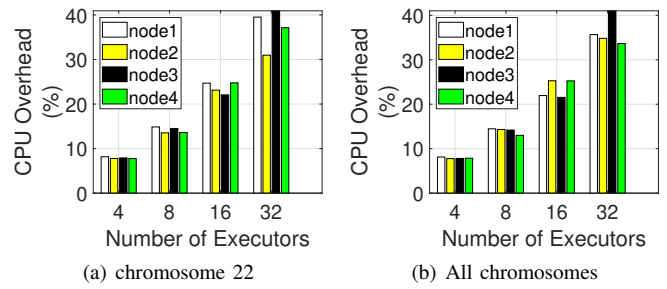 40
30
20
10
0
CPU Overhead
(%)
node1
node2
node3
node4
4 8 16 32
Number of Executors
(a) chromosome 22
40
30
20
10
0
CPU Overhead
(%)
node1
node2
node3
node4
4 8 16 32
Number of Executors
(b) All chromosomes